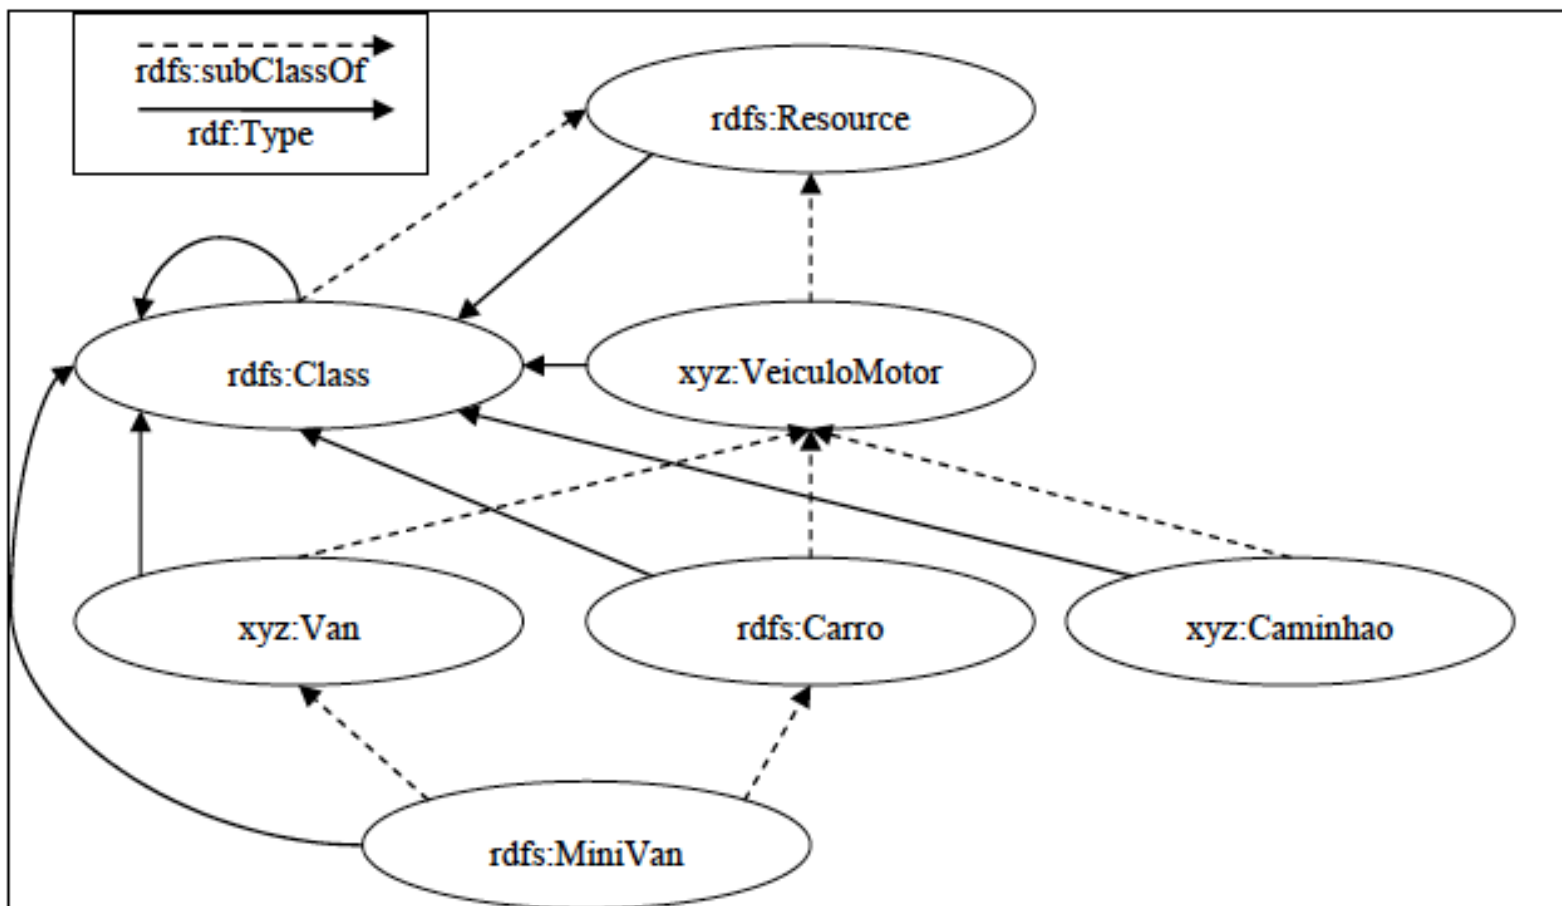 rdfs:subClassOf
rdf:Type
rdfs:Resource
rdfs:Class
xyz:VeiculoMotor
xyz:Van
rdfs:Carro
xyz:Caminhao
rdfs:MiniVan